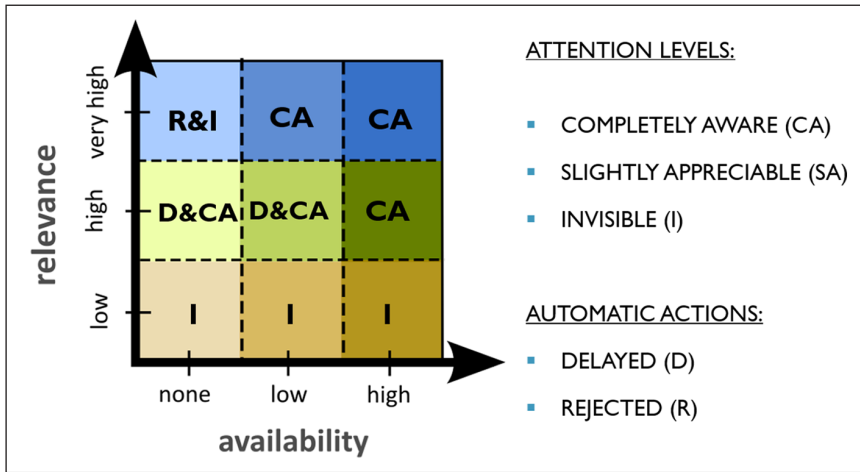 ATTENTION LEVELS:
COMPLETELY AWARE (CA)
SLIGHTLY APPRECIABLE (SA)
INVISIBLE (I)
AUTOMATIC ACTIONS:
DELAYED (D)
REJECTED (R)
relevance
very high
high
low
R&I CA CA
D&CA D&CA CA
I I I
none low high
availability